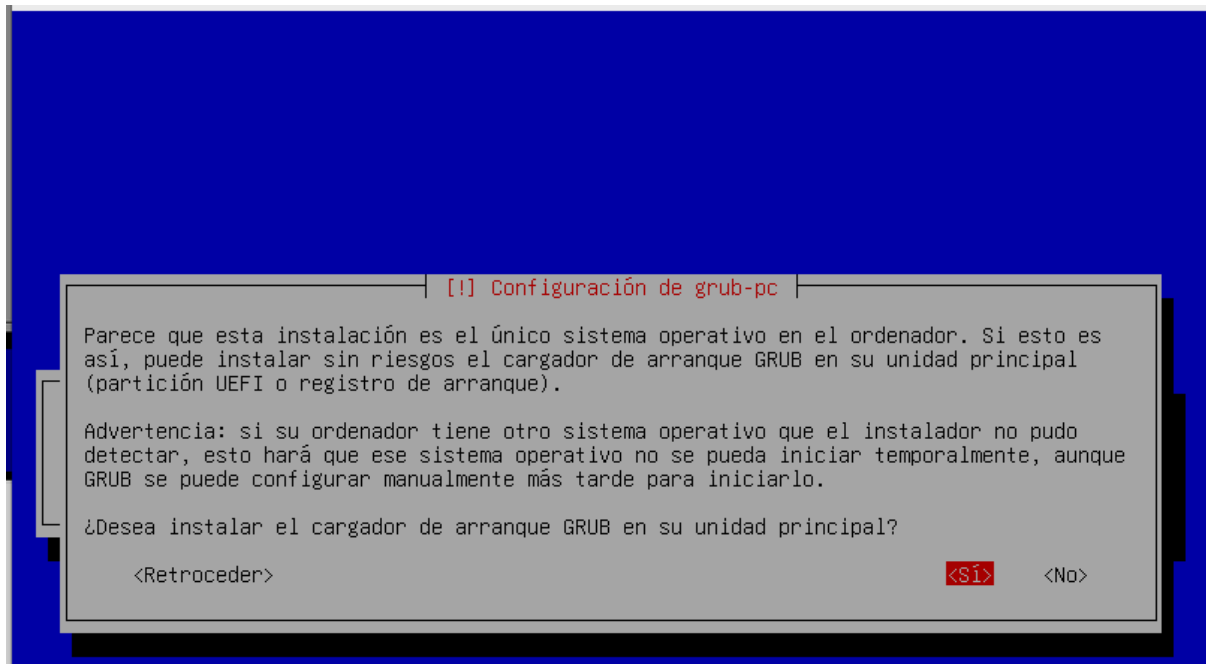 [!] Configuración de grub-pc
Parece que esta instalación es el único sistema operativo en el ordenador. Si esto es
así, puede instalar sin riesgos el cargador de arranque GRUB en su unidad principal
(partición UEFI o registro de arranque).
Advertencia: si su ordenador tiene otro sistema operativo que el instalador no pudo
detectar, esto hará que ese sistema operativo no se pueda iniciar temporalmente, aunque
GRUB se puede configurar manualmente más tarde para iniciarlo.
¿Desea instalar el cargador de arranque GRUB en su unidad principal?
<Retroceder> <Sí> <No>